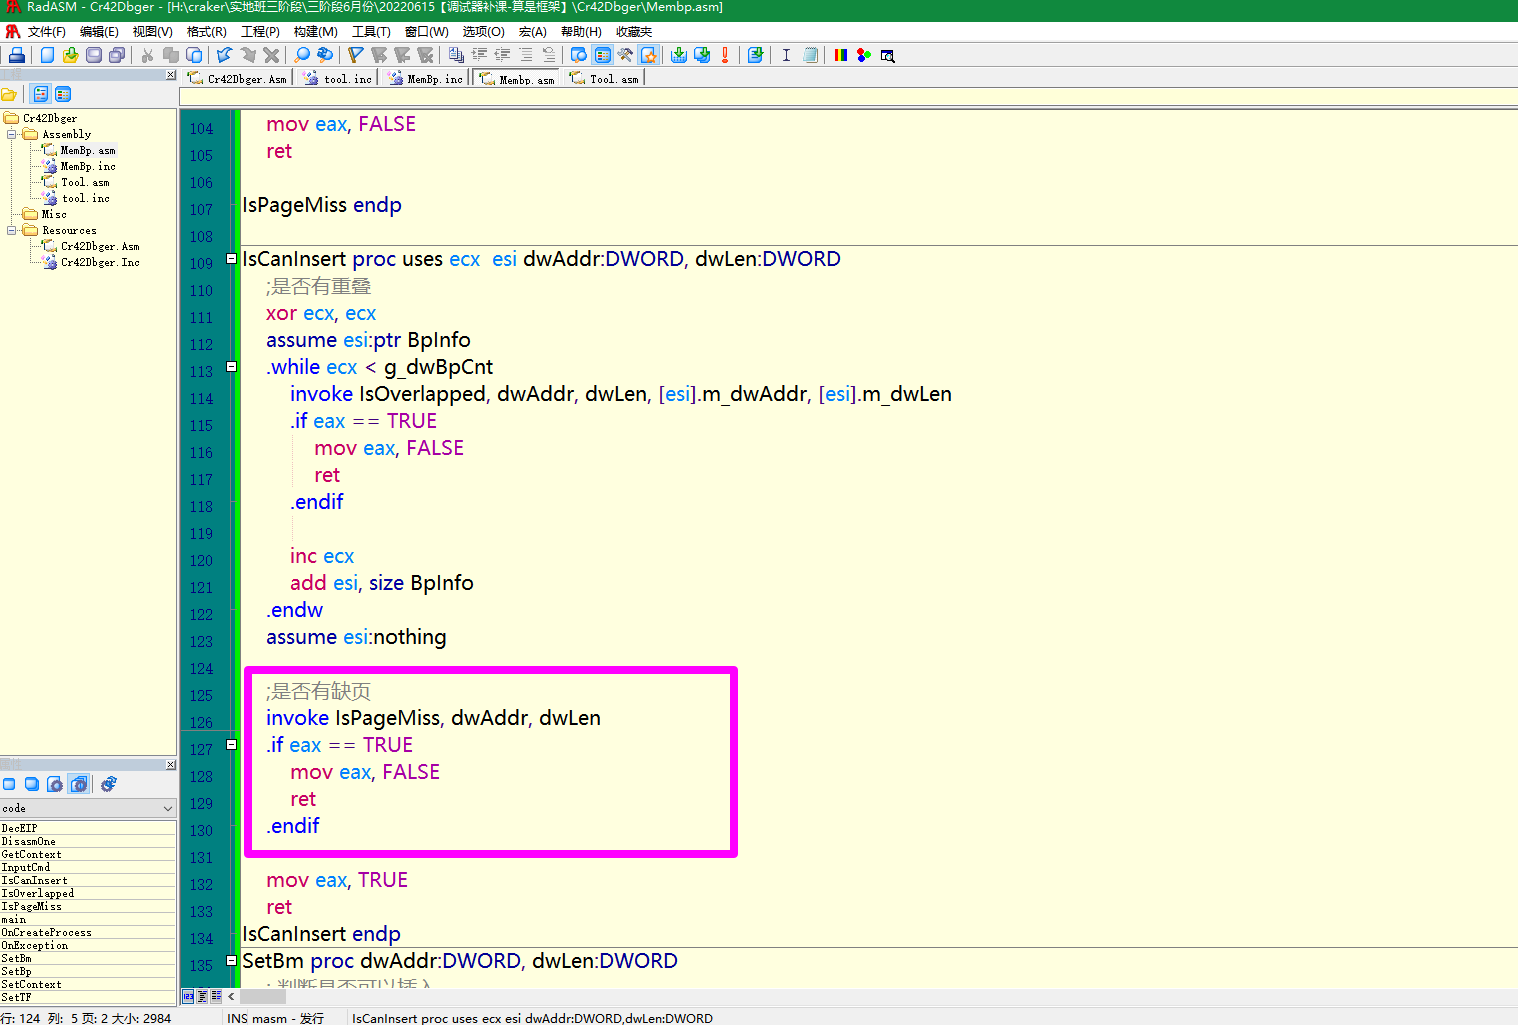 RadASM - Cr42Dbger - [H:\craker\实地班三阶段\三阶段6月份\20220615【调试器补课-算是框架】\Cr42Dbger\Membp.asm]
文件(F) 编辑(E) 视图(V) 格式(R) 工程(P) 构建(M) 工具(T) 窗口(W) 选项(O) 宏(A) 帮助(H) 收藏夹
Cr42Dbger.Asm tool.inc MemBp.inc Membp.asm Tool.asm
Cr42Dbger
Assembly
MemBp.asm
MemBp.inc
Tool.asm
tool.inc
Misc
Resources
Cr42Dbger.Asm
Cr42Dbger.Inc
code
DecEIP
DisasmOne
GetContext
InputCmd
IsCanInsert
IsOverlapped
IsPageMiss
main
OnCreateProcess
OnException
SetBm
SetBp
SetContext
SetTF
104 mov eax, FALSE
105 ret
106
107 IsPageMiss endp
108
109 IsCanInsert proc uses ecx  esi dwAddr:DWORD, dwLen:DWORD
110 ;是否有重叠
111 xor ecx, ecx
112 assume esi:ptr BpInfo
113 .while ecx < g_dwBpCnt
114 invoke IsOverlapped, dwAddr, dwLen, [esi].m_dwAddr, [esi].m_dwLen
115 .if eax == TRUE
116 mov eax, FALSE
117 ret
118 .endif
119
120 inc ecx
121 add esi, size BpInfo
122 .endw
123 assume esi:nothing
124
125 ;是否有缺页
126 invoke IsPageMiss, dwAddr, dwLen
127 .if eax == TRUE
128 mov eax, FALSE
129 ret
130 .endif
131
132 mov eax, TRUE
133 ret
134 IsCanInsert endp
135 SetBm proc dwAddr:DWORD, dwLen:DWORD
; 判断是否可以插入
行: 124 列: 5 页: 2 大小: 2984 INS masm - 发行 IsCanInsert proc uses ecx esi dwAddr:DWORD,dwLen:DWORD